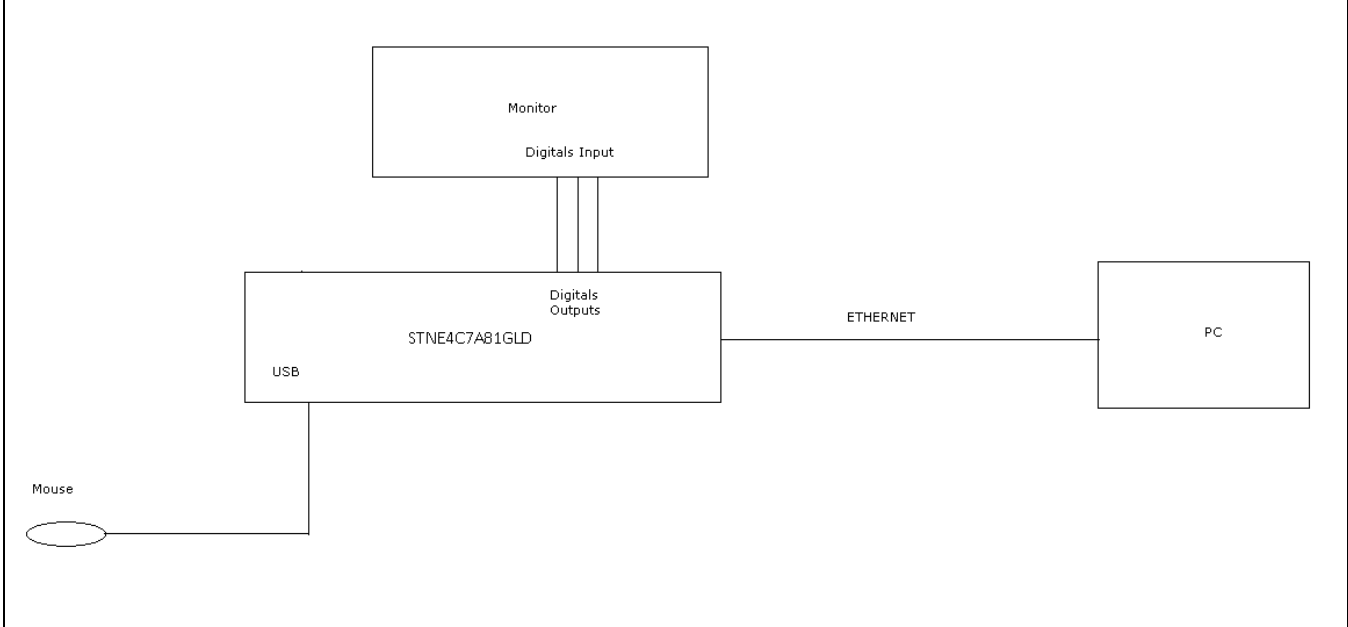 Monitor
Digitals Input
Digitals
Outputs
ETHERNET
STNE4C7A81GLD
PC
USB
Mouse